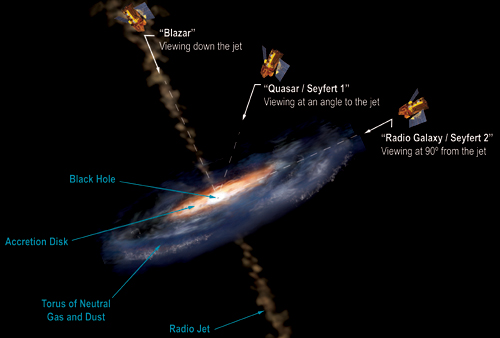 “Blazar”
Viewing down the jet
“Quasar / Seyfert 1”
Viewing at an angle to the jet
“Radio Galaxy / Seyfert 2”
Viewing at 90º from the jet
Black Hole
Accretion Disk
Torus of Neutral
Gas and Dust
Radio Jet